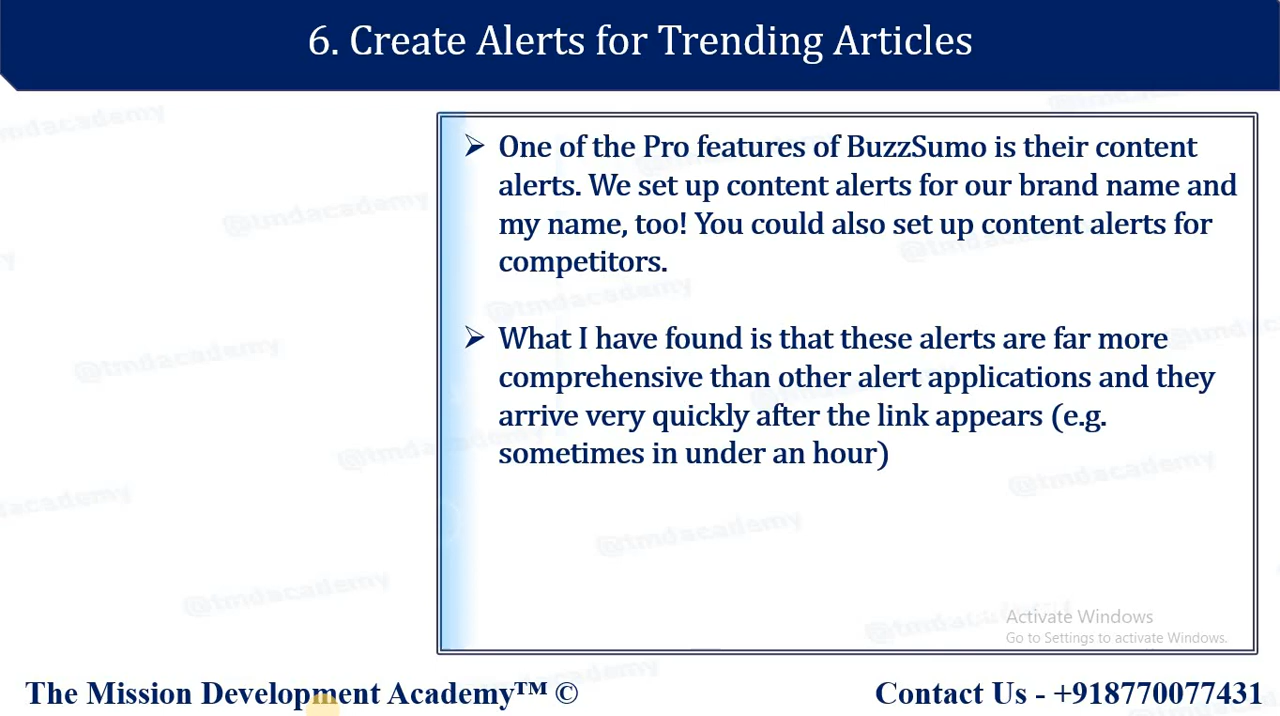 6. Create Alerts for Trending Articles
@tmdacademy
➢ One of the Pro features of BuzzSumo is their content
alerts. We set up content alerts for our brand name and
my name, too! You could also set up content alerts for
competitors.
➢ What I have found is that these alerts are far more
comprehensive than other alert applications and they
arrive very quickly after the link appears (e.g.
sometimes in under an hour)
Activate Windows
Go to Settings to activate Windows.
The Mission Development Academy™ ©
Contact Us - +918770077431